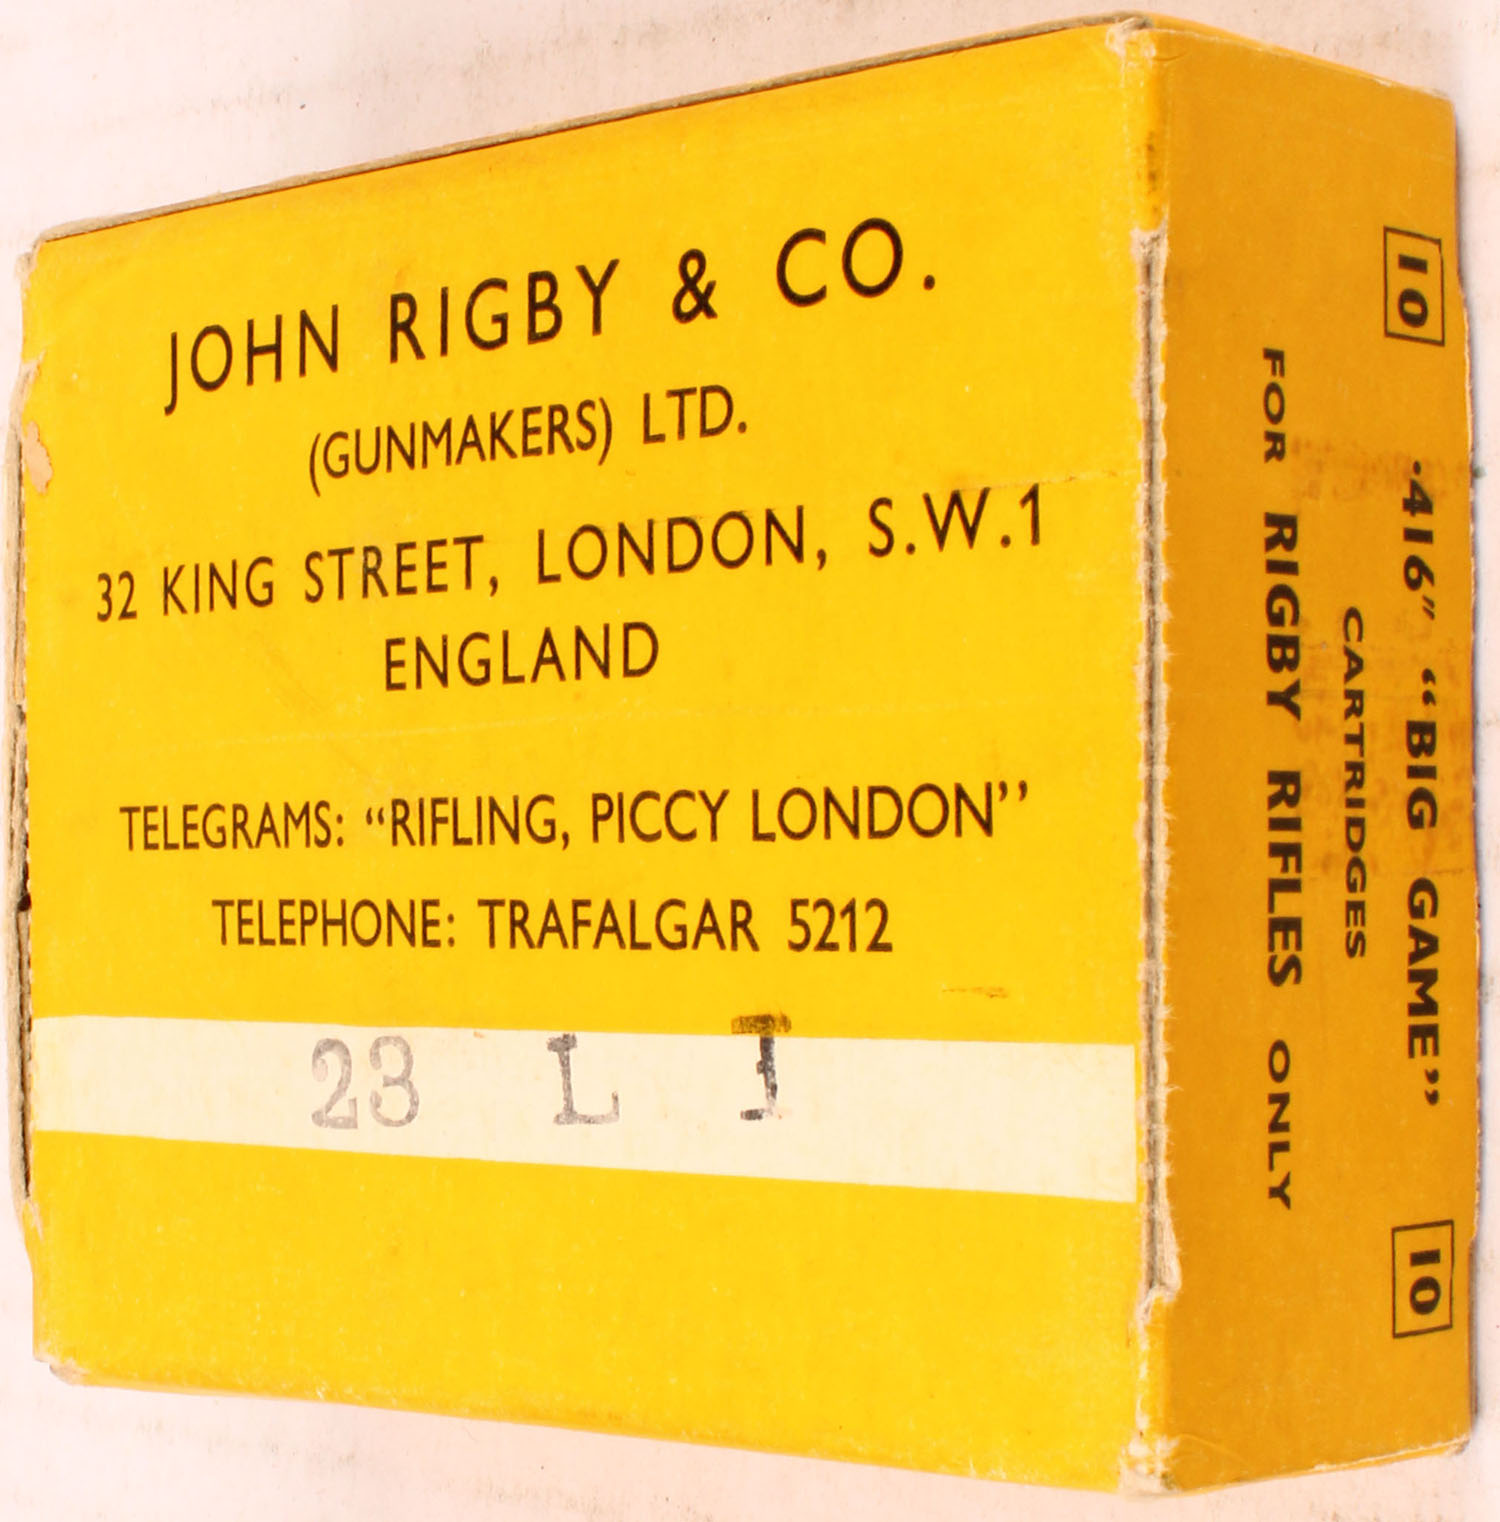 JOHN RIGBY & CO.
(GUNMAKERS) LTD.
32 KING STREET, LONDON, S.W.1
ENGLAND
TELEGRAMS: “RIFLING, PICCY LONDON”
TELEPHONE: TRAFALGAR 5212
23 L J
10 ·416″ “BIG GAME” 10
CARTRIDGES
FOR RIGBY RIFLES ONLY